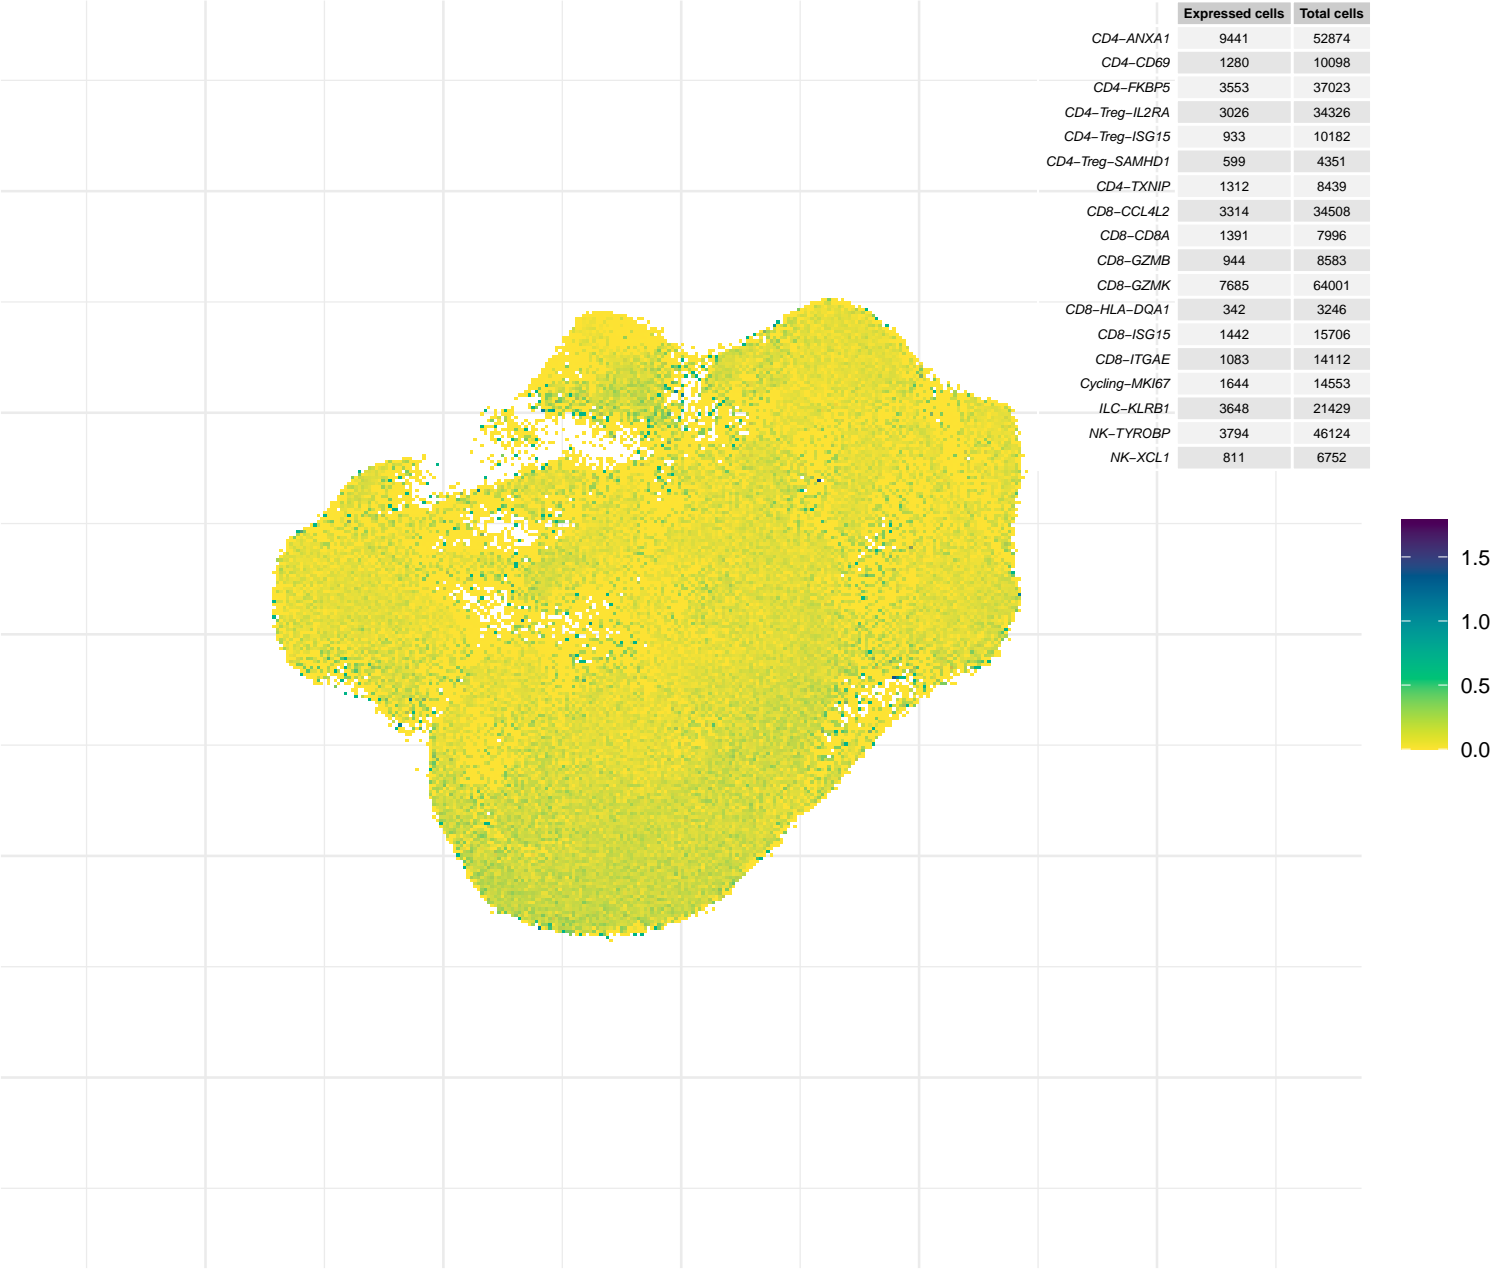 Expressed cells Total cells
CD4−ANXA1 9441 52874
CD4−CD69 1280 10098
CD4−FKBP5 3553 37023
CD4−Treg−IL2RA 3026 34326
CD4−Treg−ISG15 933 10182
CD4−Treg−SAMHD1 599 4351
CD4−TXNIP 1312 8439
CD8−CCL4L2 3314 34508
CD8−CD8A 1391 7996
CD8−GZMB 944 8583
CD8−GZMK 7685 64001
CD8−HLA−DQA1 342 3246
CD8−ISG15 1442 15706
CD8−ITGAE 1083 14112
Cycling−MKI67 1644 14553
ILC−KLRB1 3648 21429
NK−TYROBP 3794 46124
NK−XCL1 811 6752
1.5
1.0
0.5
0.0